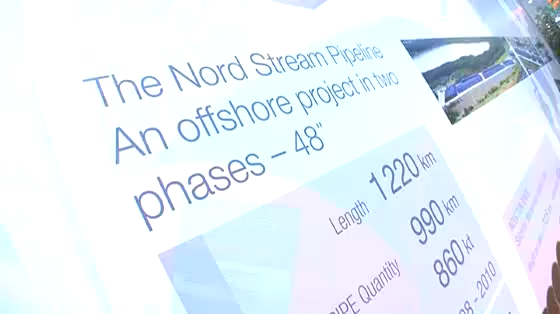 The Nord Stream Pipeline
An offshore project in two
phases – 48"
Length 1220 km
990 km
Quantity 860 kt
- 2010